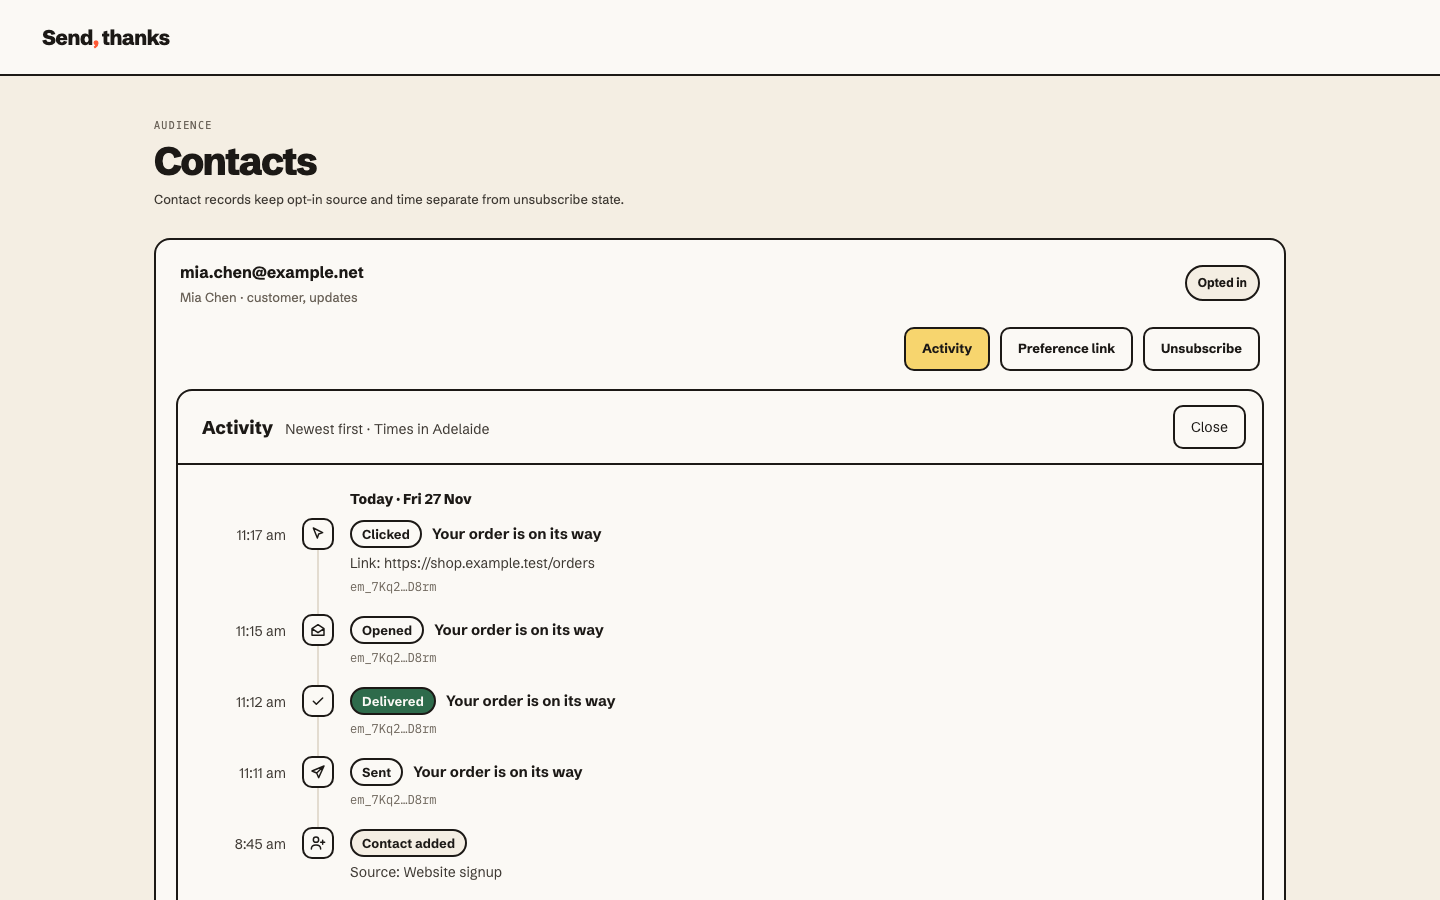 Send, thanks
AUDIENCE
Contacts
Contact records keep opt-in source and time separate from unsubscribe state.
mia.chen@example.net
Mia Chen · customer, updates
Opted in
Activity
Preference link
Unsubscribe
Activity Newest first · Times in Adelaide
Close
Today · Fri 27 Nov
11:17 am Clicked Your order is on its way
Link: https://shop.example.test/orders
em_7Kq2…D8rm
11:15 am Opened Your order is on its way
em_7Kq2…D8rm
11:12 am Delivered Your order is on its way
em_7Kq2…D8rm
11:11 am Sent Your order is on its way
em_7Kq2…D8rm
8:45 am Contact added
Source: Website signup